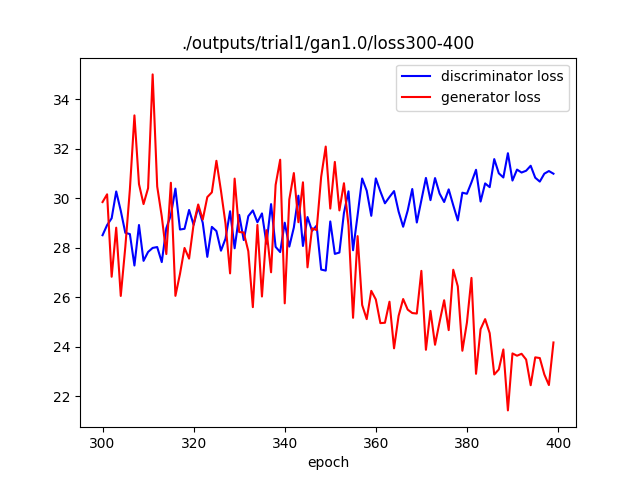 ./outputs/trial1/gan1.0/loss300-400
discriminator loss
generator loss
34
32
30
28
26
24
22
300 320 340 360 380 400
epoch